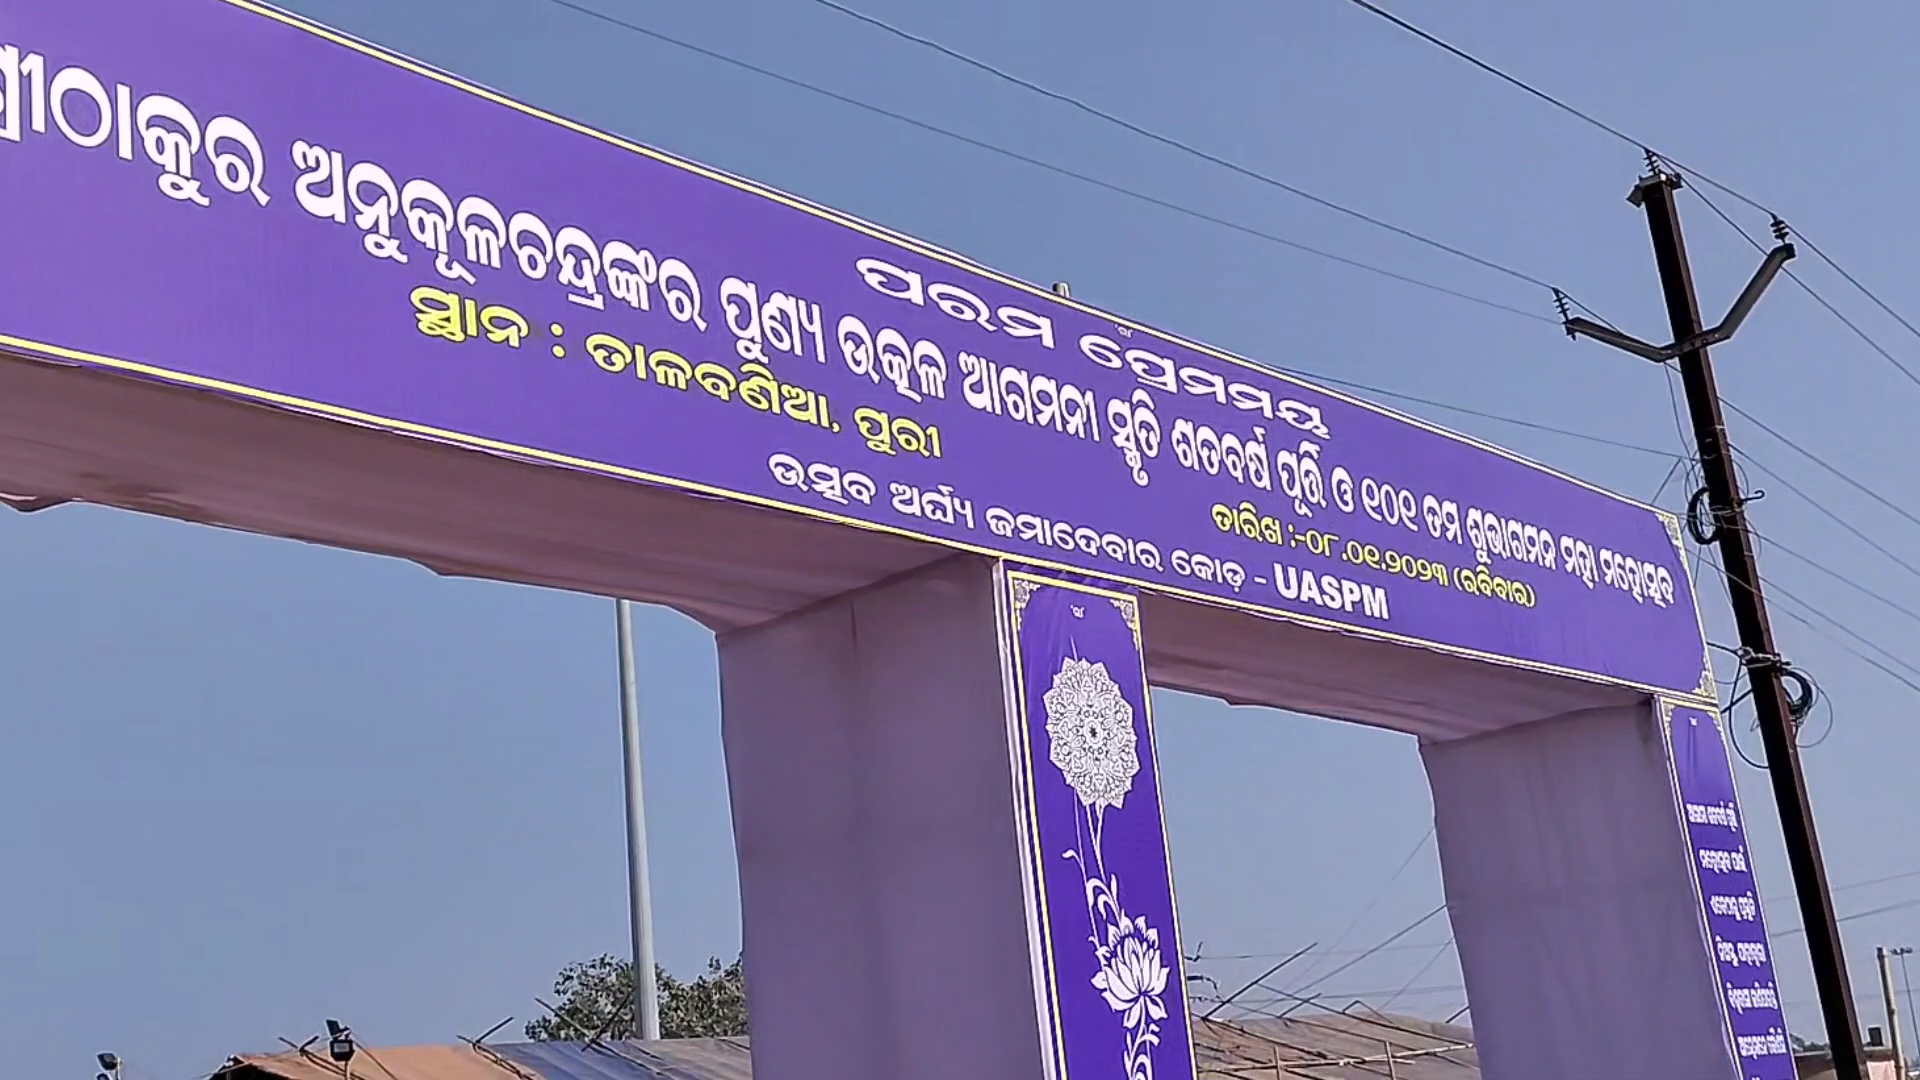 ପରମ ପ୍ରେମମୟ
ଶ୍ରୀଠାକୁର ଅନୁକୂଳଚନ୍ଦ୍ରଙ୍କର ପୁଣ୍ୟ ଉତ୍କଳ ଆଗମନୀ ସ୍ମୃତି ଶତବର୍ଷ ପୂର୍ତ୍ତି ଓ ୧୦୧ ତମ ଶୁଭାଗମନ ମହା ମହୋତ୍ସବ
ସ୍ଥାନ : ତାଳବଣିଆ, ପୁରୀ
ତାରିଖ :-୦୮.୦୧.୨୦୨୩ (ରବିବାର)
ଉତ୍ସବ ଅର୍ଘ୍ୟ ଜମାଦେବାର କୋଡ଼ - UASPM